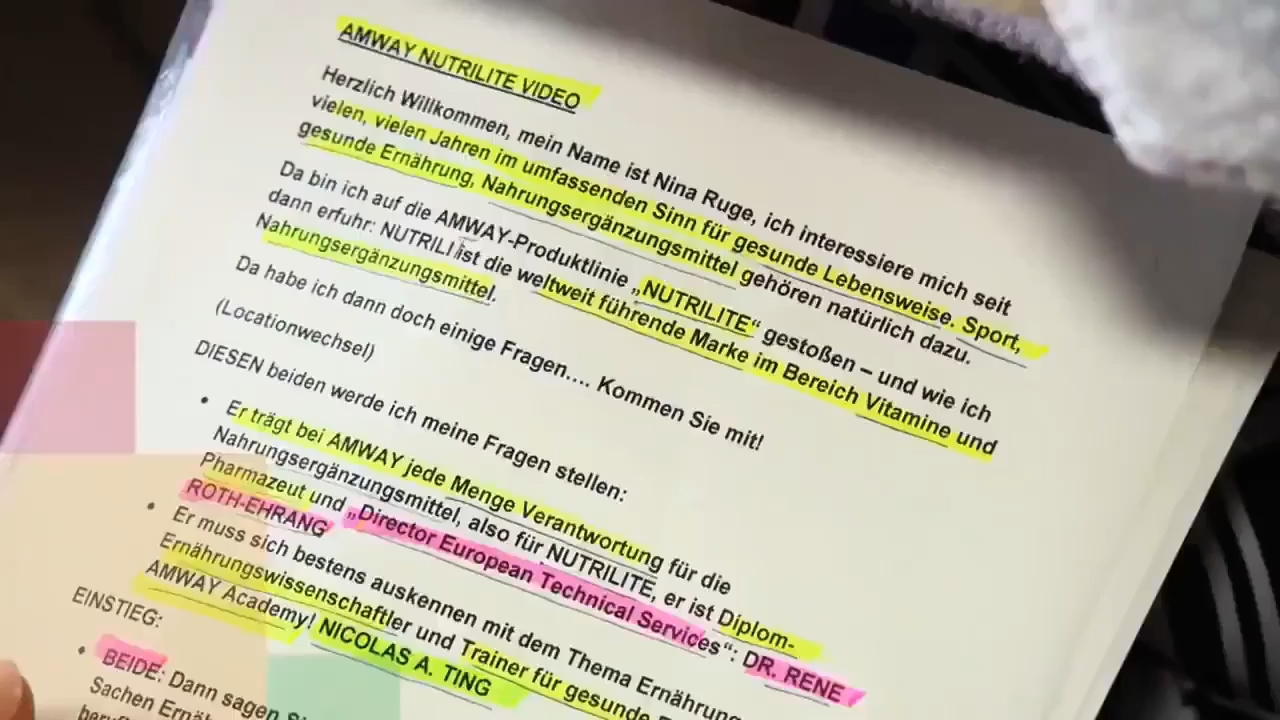 AMWAY NUTRILITE VIDEO
Herzlich Willkommen, mein Name ist Nina Ruge, ich interessiere mich seit
vielen, vielen Jahren im umfassenden Sinn für gesunde Lebensweise. Sport,
gesunde Ernährung, Nahrungsergänzungsmittel gehören natürlich dazu.
Da bin ich auf die AMWAY-Produktlinie „NUTRILITE“ gestoßen – und wie ich
dann erfuhr: ist die weltweit führende Marke im Bereich Vitamine und
Nahrungsergänzungsmittel.
Da habe ich dann doch einige Fragen.... Kommen Sie mit!
(Locationwechsel)
DIESEN beiden werde ich meine Fragen stellen:
• Er trägt bei AMWAY jede Menge Verantwortung für die
Nahrungsergänzungsmittel, also für NUTRILITE, er ist Diplom-
Pharmazeut und „Director European Technical Services“: DR. RENE
ROTH-EHRANG
• Er muss sich bestens auskennen mit dem Thema
Ernährungswissenschaftler und Trainer für gesunde
AMWAY Academy! NICOLAS A. TING
EINSTIEG:
• BEIDE: Dann sagen
Sachen